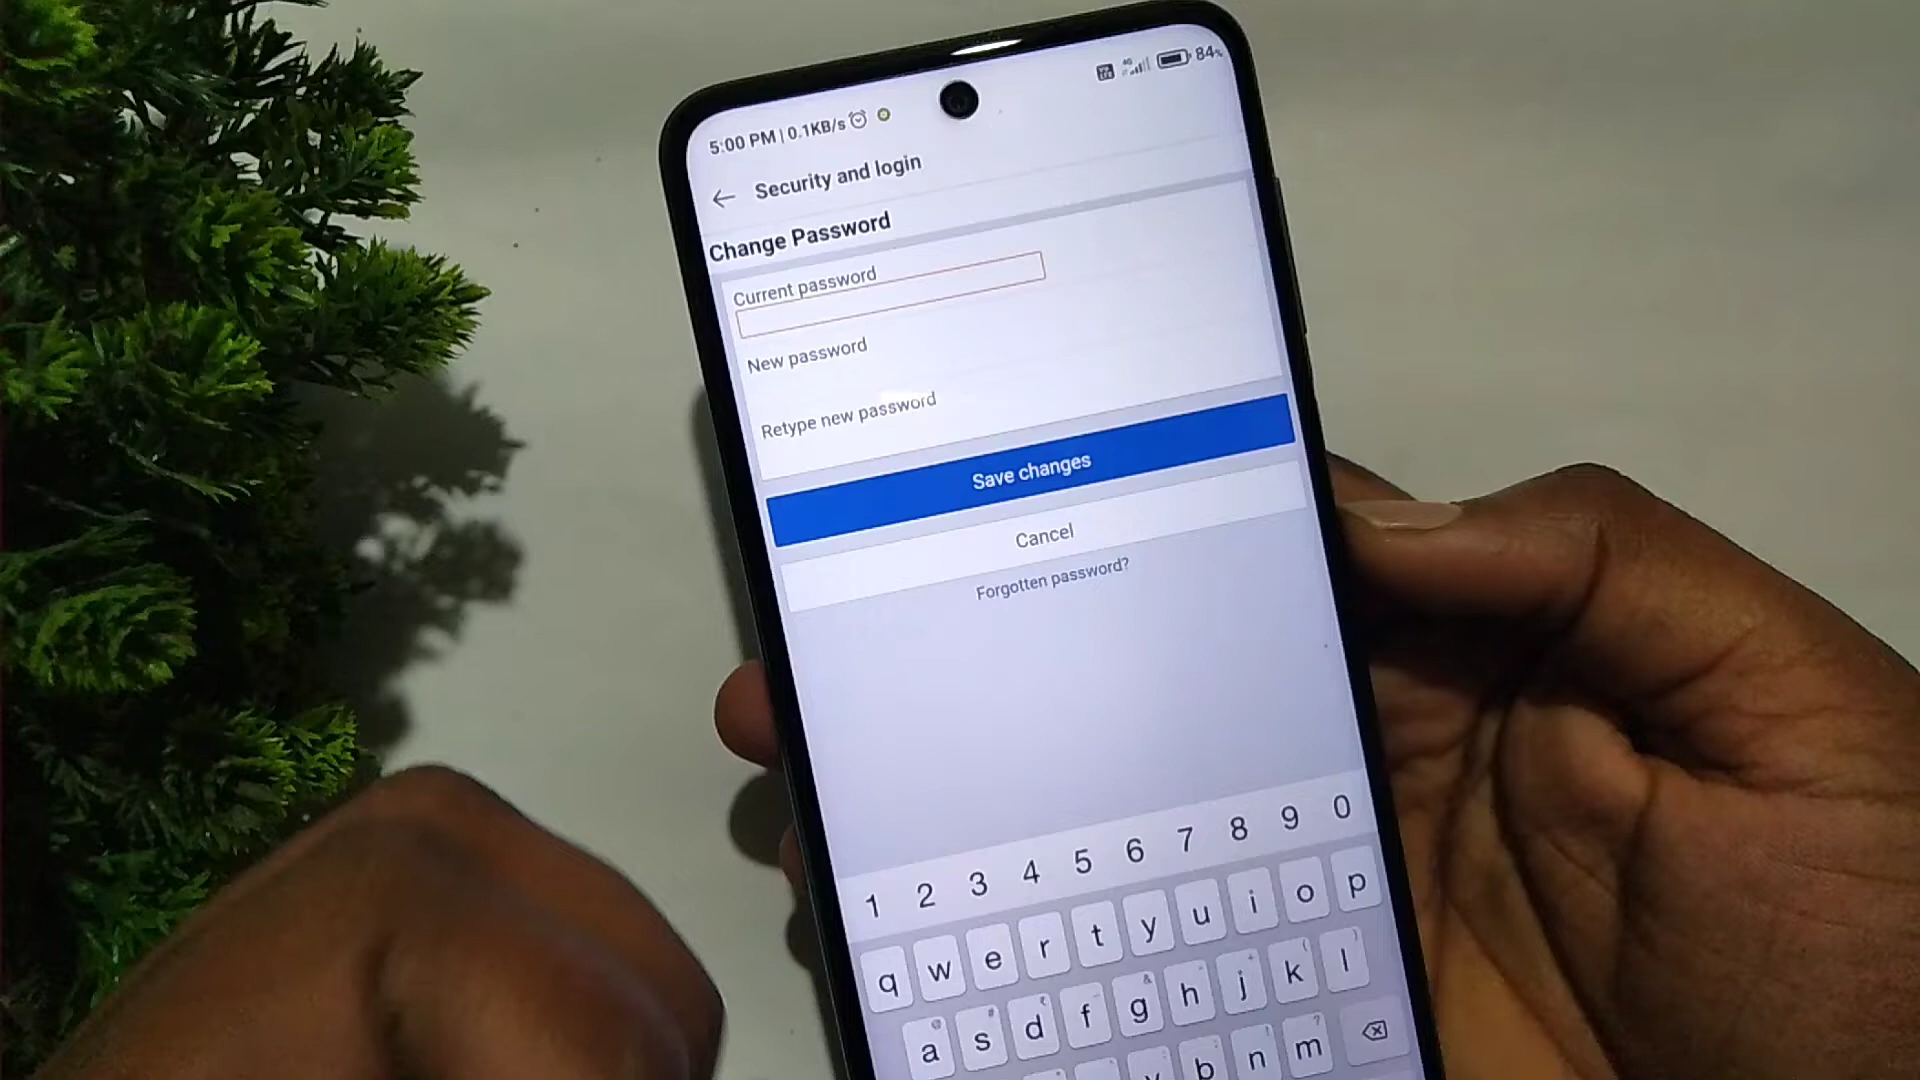 5:00 PM | 0.1KB/s
84%
Security and login
Change Password
Current password
New password
Retype new password
Save changes
Cancel
Forgotten password?
1 2 3 4 5 6 7 8 9 0
q w e r t y u i o p
a s d f g h j k l
v b n m